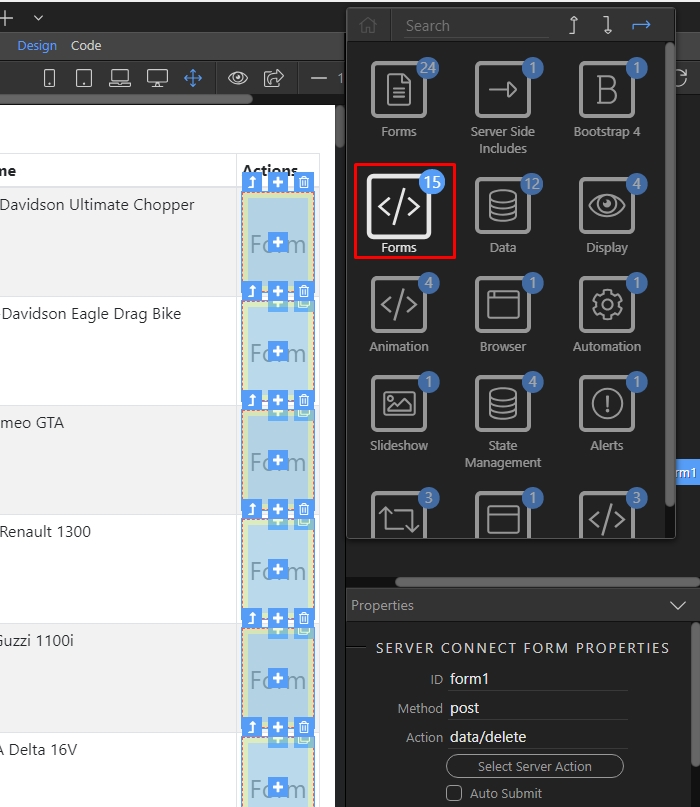 Design Code
Search
1
24
Forms
1
Server Side
Includes
1
Bootstrap 4
me Actions
Davidson Ultimate Chopper
15
Forms
12
Data
4
Display
Form
-Davidson Eagle Drag Bike
Form
4
Animation
1
Browser
1
Automation
meo GTA
Form
1
Slideshow
4
State
Management
1
Alerts
rm1
Renault 1300
Form
3
1
3
Properties
Guzzi 1100i
Form
SERVER CONNECT FORM PROPERTIES
ID form1
Method post
Action data/delete
A Delta 16V
Form
Select Server Action
Auto Submit